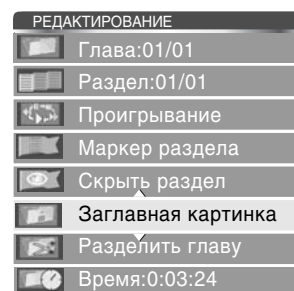 РЕДАКТИРОВАНИЕ
Глава:01/01
Раздел:01/01
Проигрывание
Маркер раздела
Скрыть раздел
Заглавная картинка
Разделить главу
Время:0:03:24